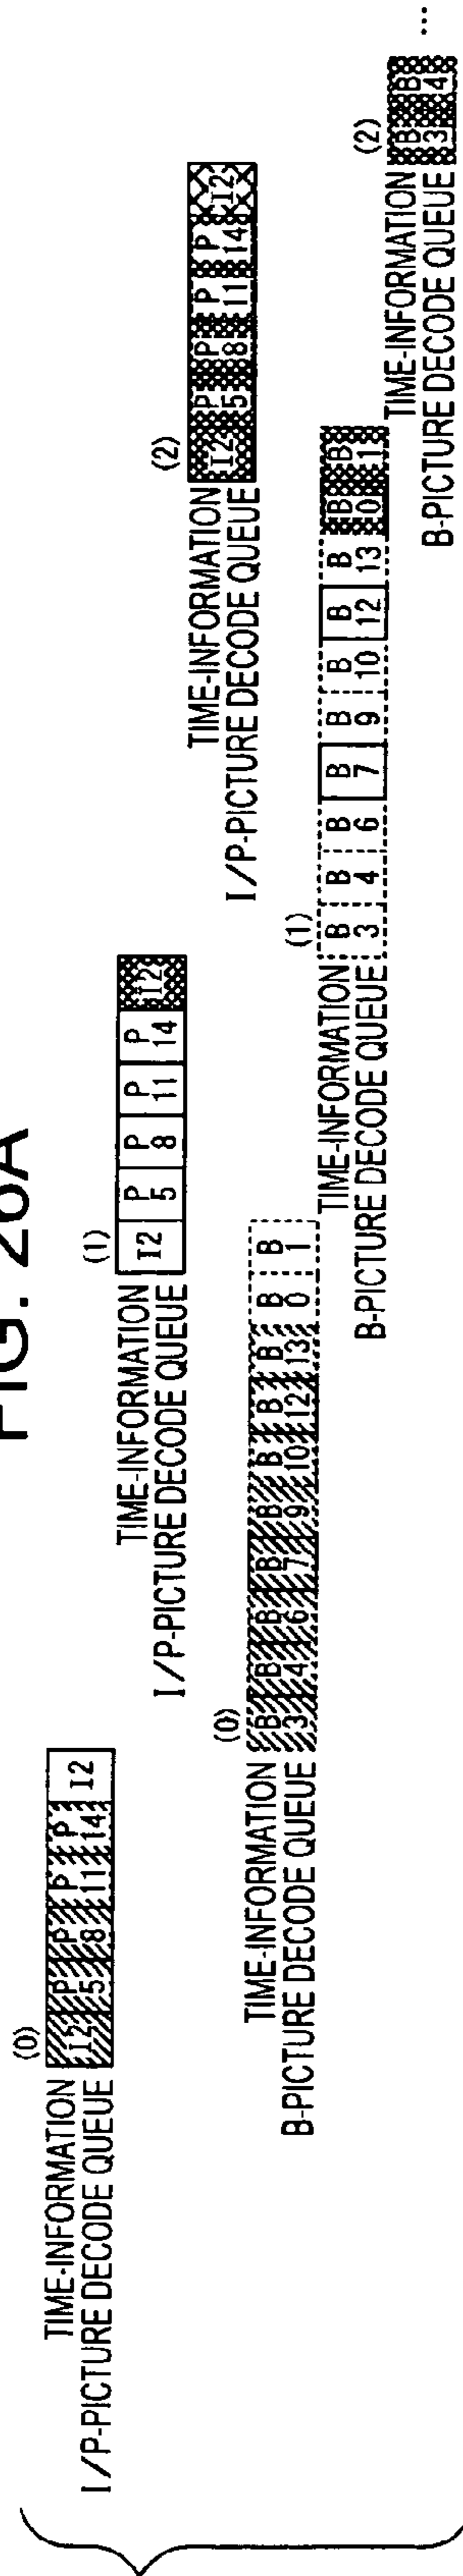 FIG. 26A
(0)
TIME-INFORMATION
I/P-PICTURE DECODE QUEUE
I2 P P P P I2
5 8 11 14
(1)
TIME-INFORMATION
I/P-PICTURE DECODE QUEUE
I2 P P P P I2
5 8 11 14
(2)
TIME-INFORMATION
I/P-PICTURE DECODE QUEUE
I2 P P P P I2
5 8 11 14
(0)
TIME-INFORMATION
B-PICTURE DECODE QUEUE
B B B B B B B B B B
3 4 6 7 9 10 12 13 0 1
(1)
TIME-INFORMATION
B-PICTURE DECODE QUEUE
B B B B B B B B B B
3 4 6 7 9 10 12 13 0 1
(2)
TIME-INFORMATION
B-PICTURE DECODE QUEUE
B B ...
3 4